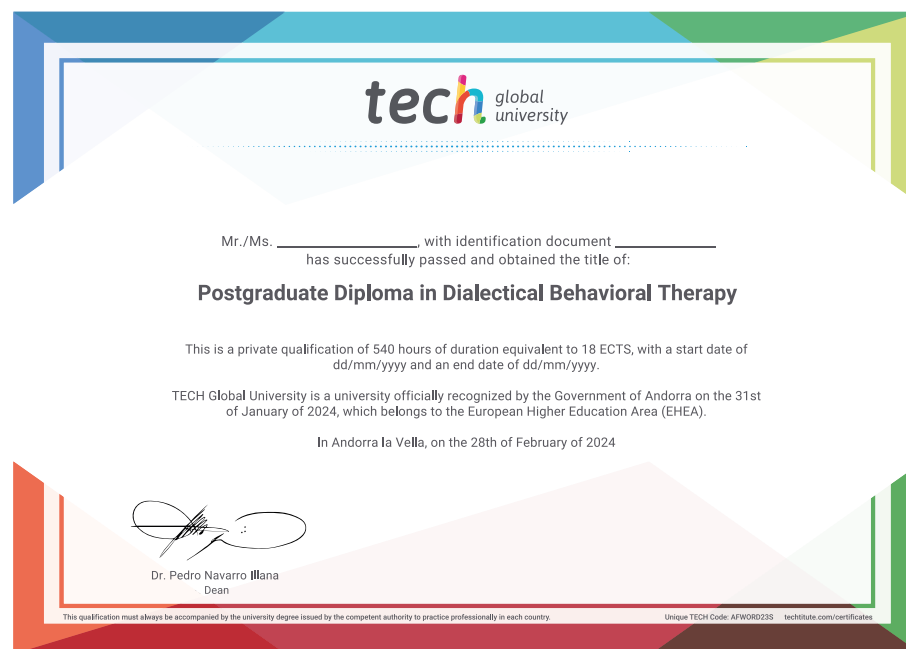 tech global university
Mr./Ms. ____________________, with identification document ______________
has successfully passed and obtained the title of:
Postgraduate Diploma in Dialectical Behavioral Therapy
This is a private qualification of 540 hours of duration equivalent to 18 ECTS, with a start date of
dd/mm/yyyy and an end date of dd/mm/yyyy.
TECH Global University is a university officially recognized by the Government of Andorra on the 31st
of January of 2024, which belongs to the European Higher Education Area (EHEA).
In Andorra la Vella, on the 28th of February of 2024
Dr. Pedro Navarro Illana
Dean
This qualification must always be accompanied by the university degree issued by the competent authority to practice professionally in each country.
Unique TECH Code: AFWORD23S techtitute.com/certificates